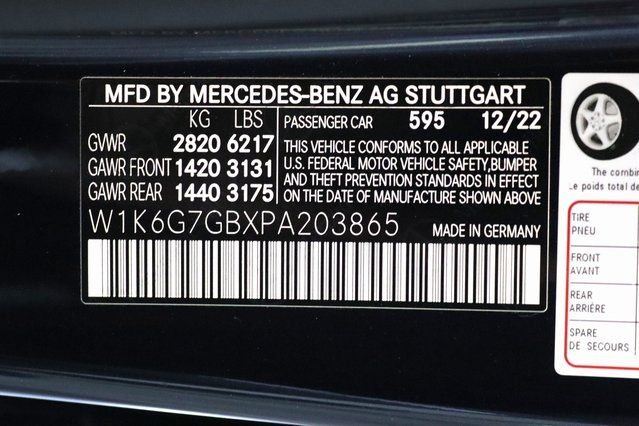 MFD BY MERCEDES-BENZ AG STUTTGART
KG LBS
GVWR 2820 6217
GAWR FRONT 1420 3131
GAWR REAR 1440 3175
PASSENGER CAR 595 12/22
THIS VEHICLE CONFORMS TO ALL APPLICABLE
U.S. FEDERAL MOTOR VEHICLE SAFETY,BUMPER
AND THEFT PREVENTION STANDARDS IN EFFECT
ON THE DATE OF MANUFACTURE SHOWN ABOVE
W1K6G7GBXPA203865 MADE IN GERMANY
The combin
Le poids total de
TIRE
PNEU
FRONT
AVANT
REAR
ARRIÈRE
SPARE
DE SECOURS